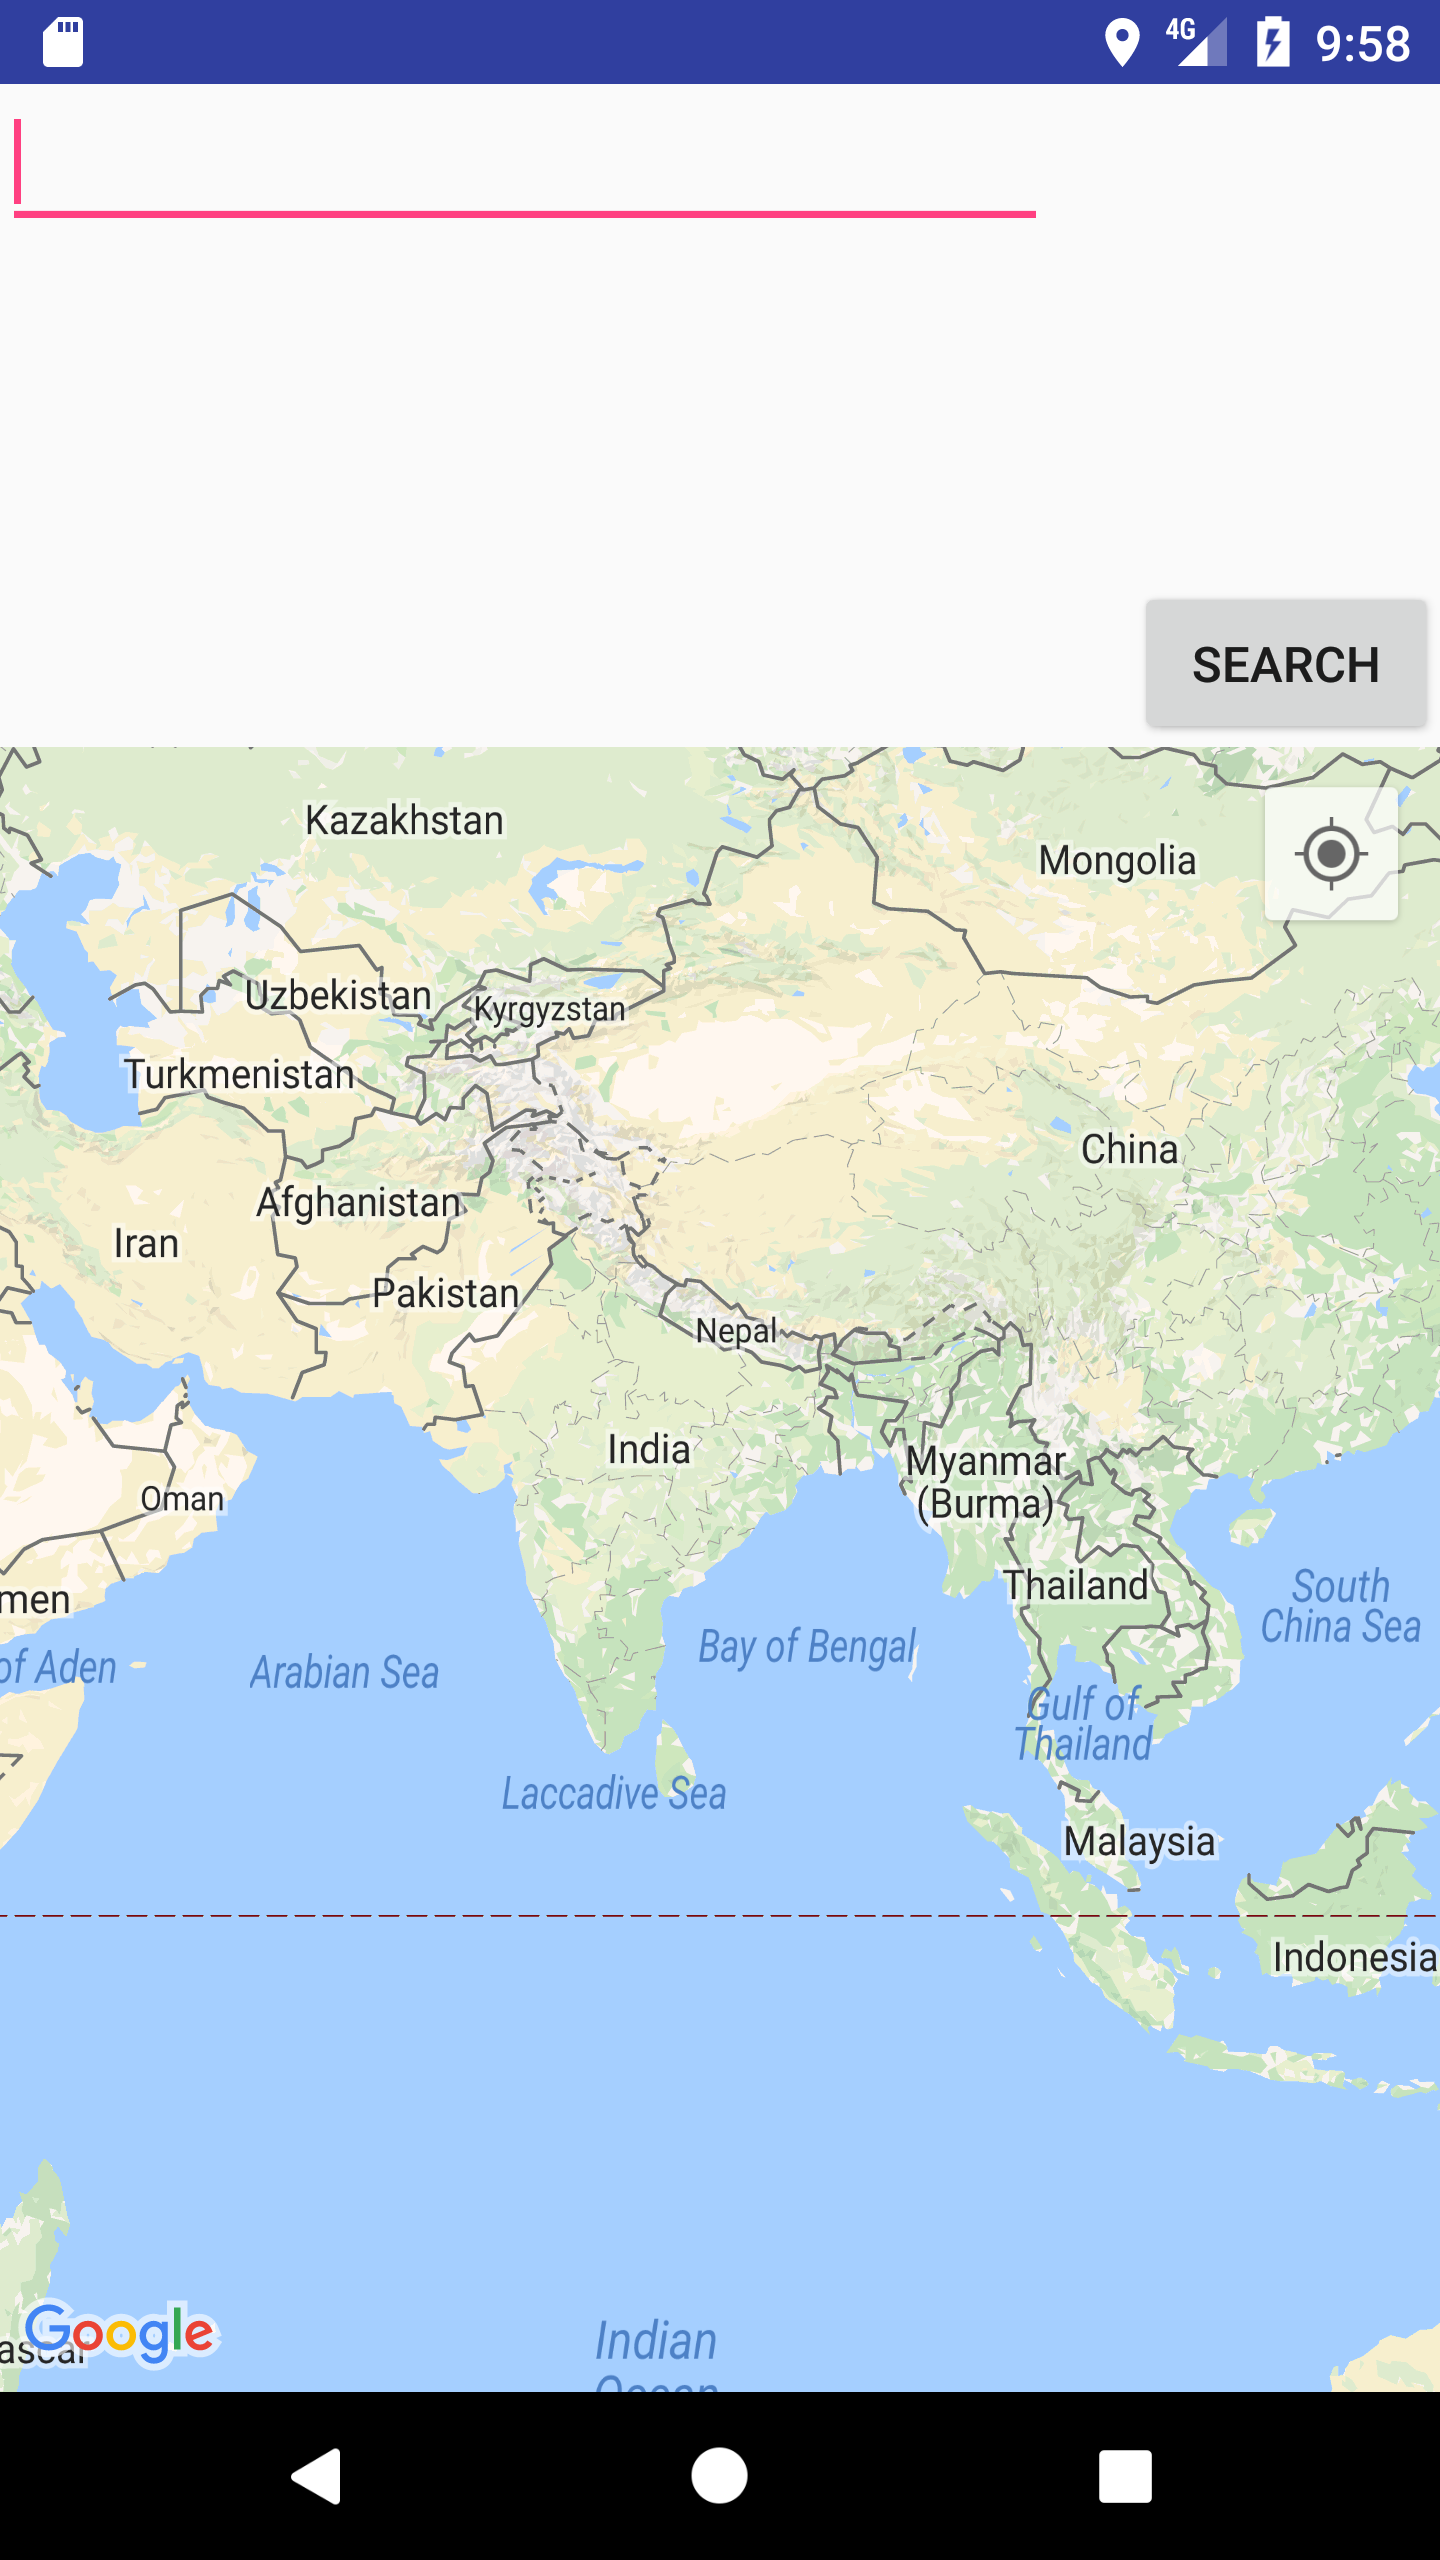 4G 9:58
SEARCH
Kazakhstan
Mongolia
Uzbekistan
Kyrgyzstan
Turkmenistan
China
Afghanistan
Iran
Pakistan
Nepal
India
Myanmar
(Burma)
Oman
Thailand
men
South
China Sea
of Aden
Arabian Sea
Bay of Bengal
Gulf of
Thailand
Laccadive Sea
Malaysia
Indonesia
Google
ascar
Indian
Ocean